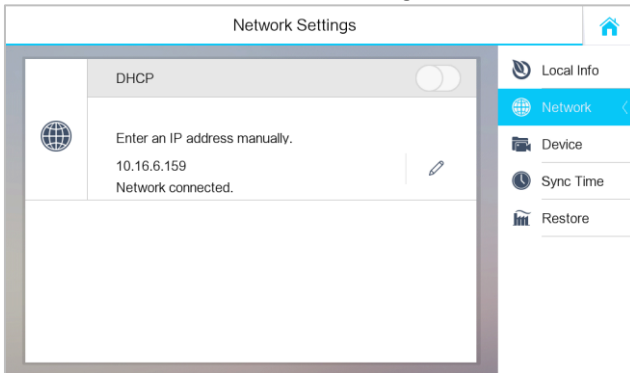 Network Settings
DHCP
Enter an IP address manually.
10.16.6.159
Network connected.
Local Info
Network
Device
Sync Time
Restore